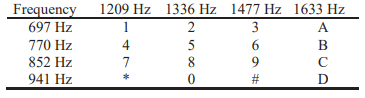 Frequency 1209 Hz 1336 Hz 1477 Hz 1633 Hz
697 Hz 1 2 3 A
770 Hz 4 5 6 B
852 Hz 7 8 9 C
941 Hz * 0 # D